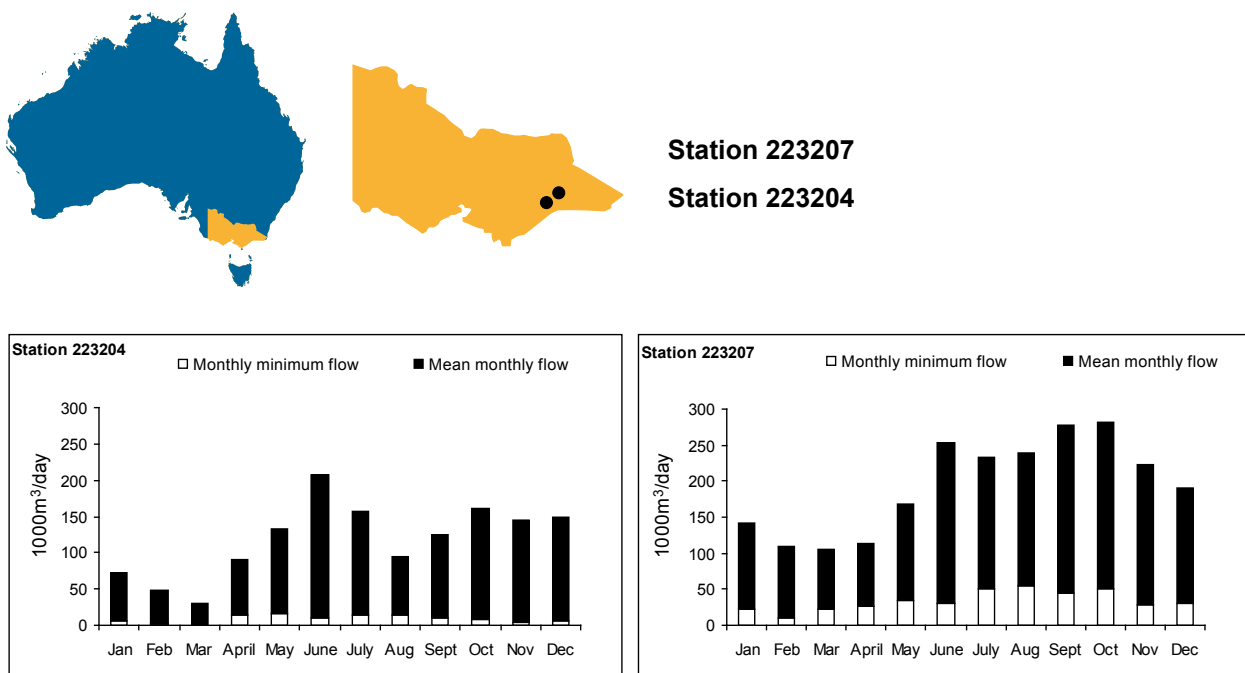 Station 223207
Station 223204
Station 223204
Monthly minimum flow Mean monthly flow
1000m³/day
300
250
200
150
100
50
0
Jan Feb Mar April May June July Aug Sept Oct Nov Dec
Station 223207
Monthly minimum flow Mean monthly flow
1000m³/day
300
250
200
150
100
50
0
Jan Feb Mar April May June July Aug Sept Oct Nov Dec